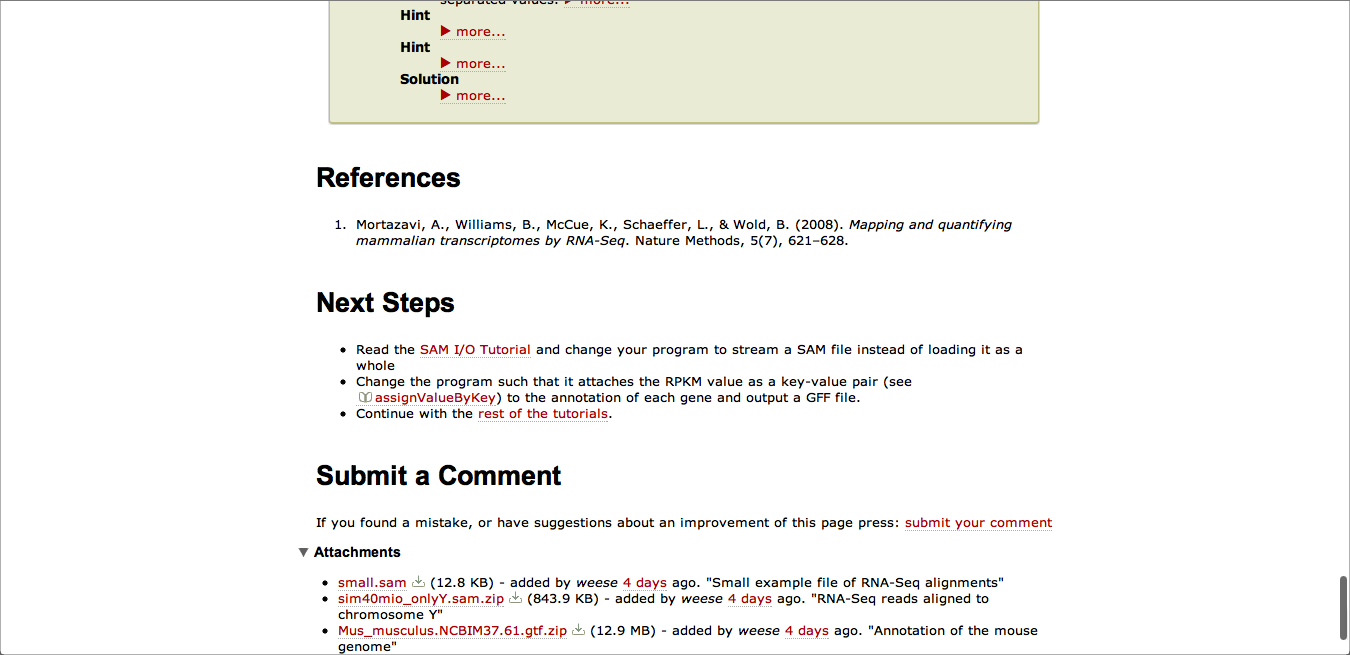 separated values. ▶ more...
Hint
▶ more...
Hint
▶ more...
Solution
▶ more...
References
1. Mortazavi, A., Williams, B., McCue, K., Schaeffer, L., & Wold, B. (2008). Mapping and quantifying
mammalian transcriptomes by RNA-Seq. Nature Methods, 5(7), 621–628.
Next Steps
• Read the SAM I/O Tutorial and change your program to stream a SAM file instead of loading it as a
whole
• Change the program such that it attaches the RPKM value as a key-value pair (see
assignValueByKey) to the annotation of each gene and output a GFF file.
• Continue with the rest of the tutorials.
Submit a Comment
If you found a mistake, or have suggestions about an improvement of this page press: submit your comment
▼ Attachments
• small.sam (12.8 KB) - added by weese 4 days ago. "Small example file of RNA-Seq alignments"
• sim40mio_onlyY.sam.zip (843.9 KB) - added by weese 4 days ago. "RNA-Seq reads aligned to
chromosome Y"
• Mus_musculus.NCBIM37.61.gtf.zip (12.9 MB) - added by weese 4 days ago. "Annotation of the mouse
genome"